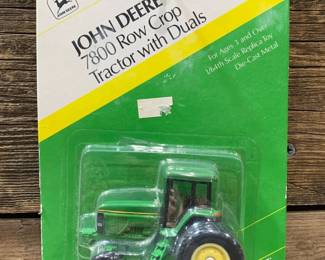 JOHN DEERE
7800 Row Crop
Tractor with Duals
For Ages 3 and Over
1/64th Scale Replica Toy
Die-Cast Metal